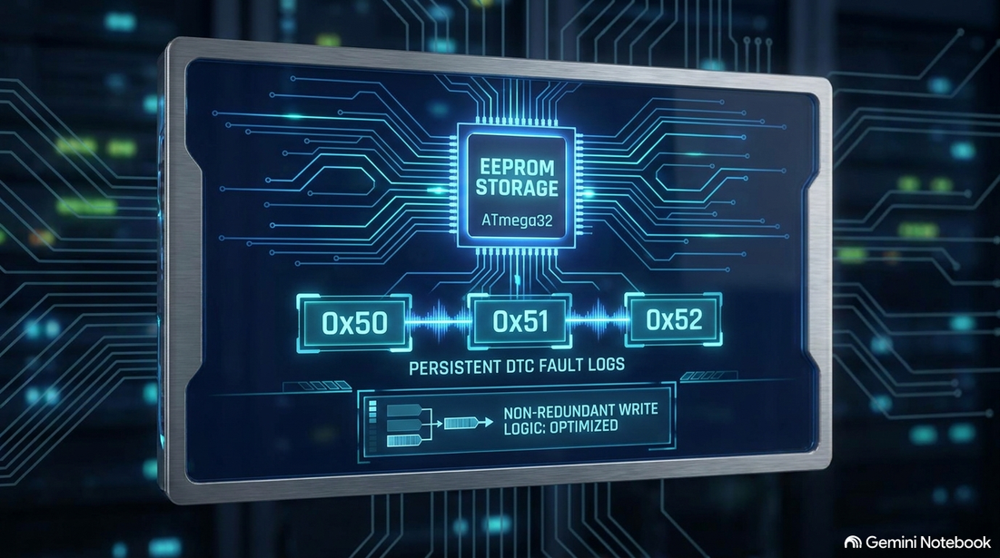 EEPROM
STORAGE
ATmega32
0x50
0x51
0x52
PERSISTENT DTC FAULT LOGS
NON-REDUNDANT WRITE
LOGIC: OPTIMIZED
Gemini Notebook